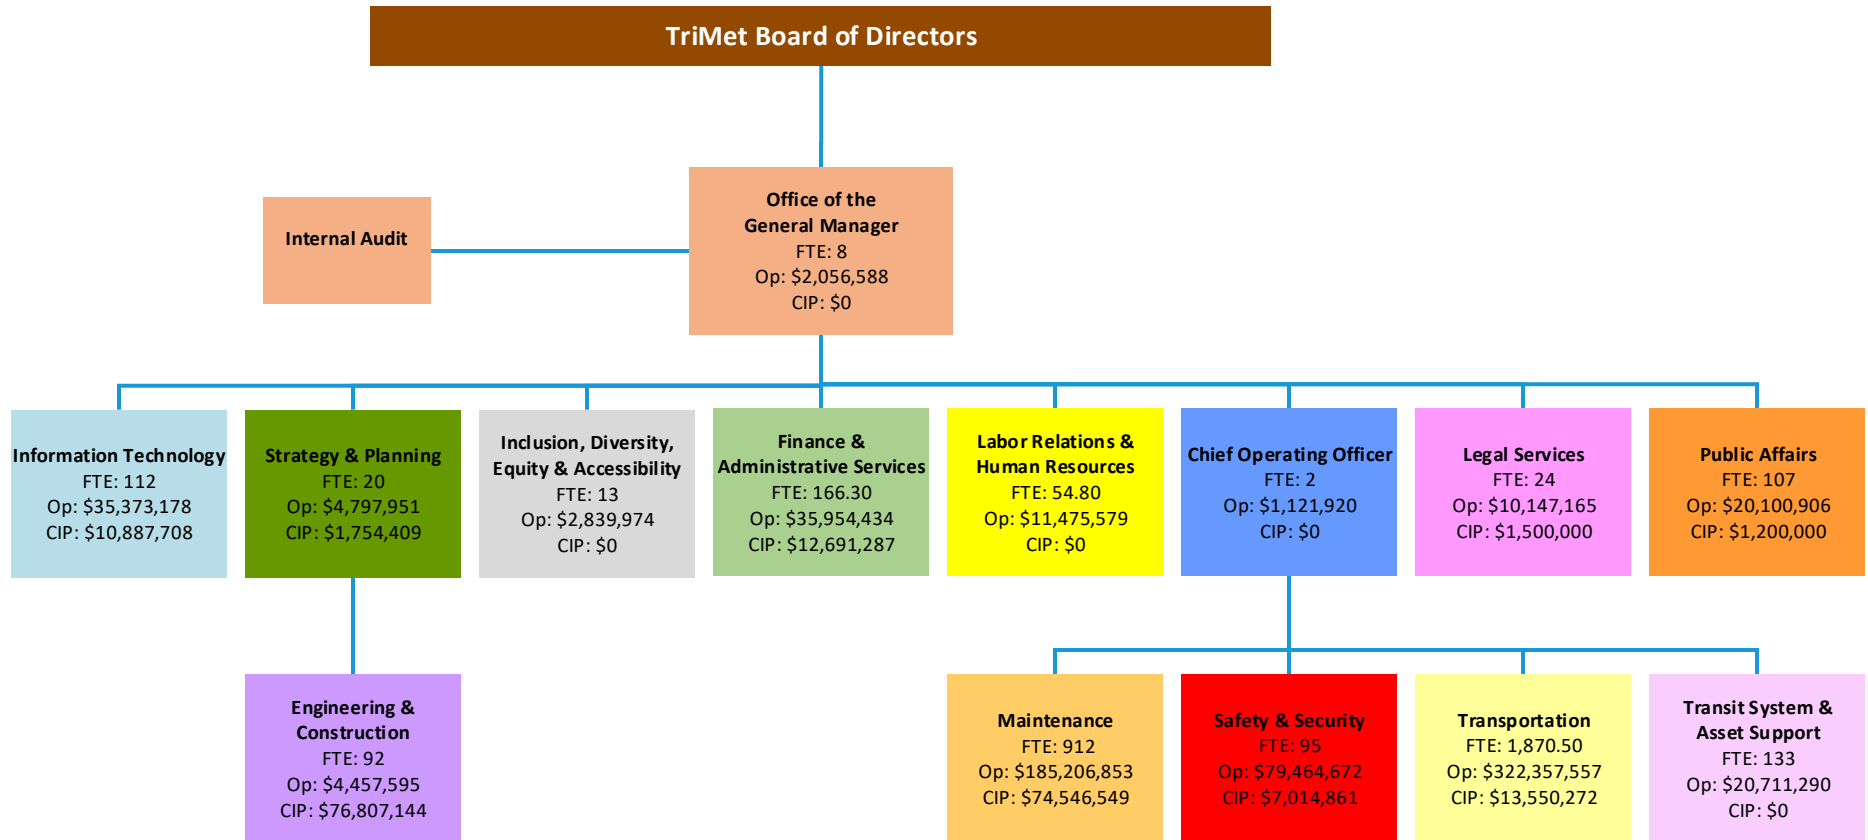 TriMet Board of Directors
Office of the
General Manager
FTE: 8
Op: $2,056,588
CIP: $0
Internal Audit
Information Technology
FTE: 112
Op: $35,373,178
CIP: $10,887,708
Strategy & Planning
FTE: 20
Op: $4,797,951
CIP: $1,754,409
Inclusion, Diversity,
Equity & Accessibility
FTE: 13
Op: $2,839,974
CIP: $0
Finance &
Administrative Services
FTE: 166.30
Op: $35,954,434
CIP: $12,691,287
Labor Relations &
Human Resources
FTE: 54.80
Op: $11,475,579
CIP: $0
Chief Operating Officer
FTE: 2
Op: $1,121,920
CIP: $0
Legal Services
FTE: 24
Op: $10,147,165
CIP: $1,500,000
Public Affairs
FTE: 107
Op: $20,100,906
CIP: $1,200,000
Engineering &
Construction
FTE: 92
Op: $4,457,595
CIP: $76,807,144
Maintenance
FTE: 912
Op: $185,206,853
CIP: $74,546,549
Safety & Security
FTE: 95
Op: $79,464,672
CIP: $7,014,861
Transportation
FTE: 1,870.50
Op: $322,357,557
CIP: $13,550,272
Transit System &
Asset Support
FTE: 133
Op: $20,711,290
CIP: $0